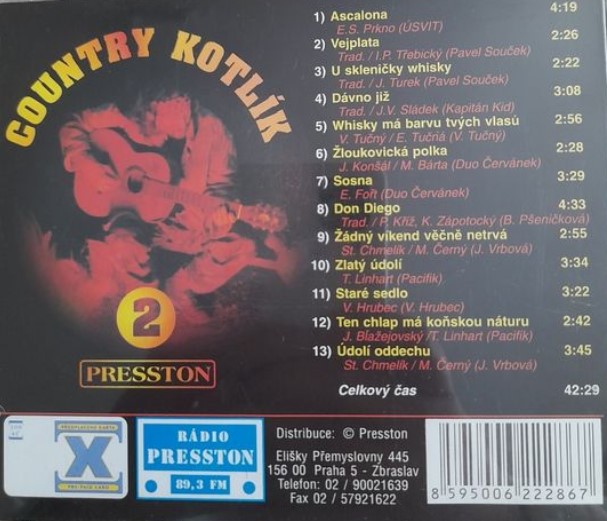 COUNTRY KOTLÍK
2
PRESSTON
1) Ascalona 4:19
E.S. Prkno (ÚSVIT)
2) Vejplata 2:26
Trad. / I.P. Třebický (Pavel Souček)
3) U skleničky whisky 2:22
Trad. / J. Turek (Pavel Souček)
4) Dávno již 3:08
Trad. / J.V. Sládek (Kapitán Kid)
5) Whisky má barvu tvých vlasů 2:56
V. Tučný / E. Tučná (V. Tučný)
6) Žloukovická polka 2:28
J. Konšál / M. Bárta (Duo Červánek)
7) Sosna 3:29
E. Fořt (Duo Červánek)
8) Don Diego 4:33
Trad. / P. Kříž, K. Zápotocký (B. Pšeničková)
9) Žádný víkend věčně netrvá 2:55
St. Chmelík / M. Černý (J. Vrbová)
10) Zlatý údolí 3:34
T. Linhart (Pacifik)
11) Staré sedlo 3:22
V. Hrubec (V. Hrubec)
12) Ten chlap má koňskou náturu 2:42
J. Blažejovský /T. Linhart (Pacifik)
13) Údolí oddechu 3:45
St. Chmelík / M. Černý (J. Vrbová)
Celkový čas 42:29
X
RÁDIO
PRESSTON
89,3 FM
Distribuce: © Presston
Elišky Přemyslovny 445
156 00 Praha 5 - Zbraslav
Telefon: 02 / 90021639
Fax 02 / 57921622
8 595006 222867